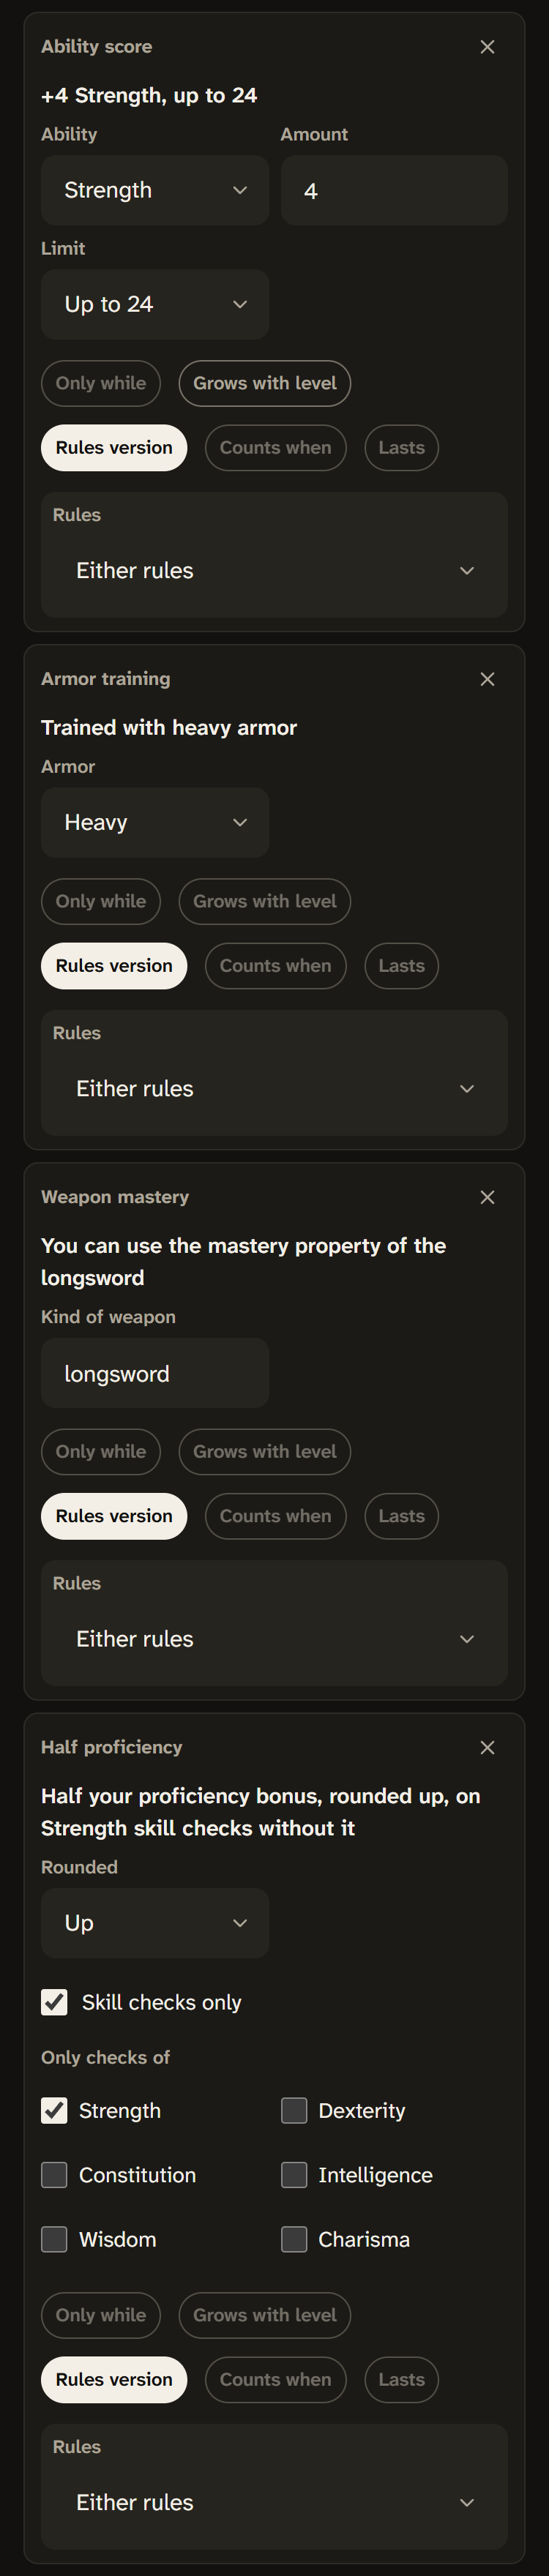 Ability score
+4 Strength, up to 24
Ability Amount
Strength 4
Limit
Up to 24
Only while Grows with level
Rules version Counts when Lasts
Rules
Either rules
Armor training
Trained with heavy armor
Armor
Heavy
Only while Grows with level
Rules version Counts when Lasts
Rules
Either rules
Weapon mastery
You can use the mastery property of the
longsword
Kind of weapon
longsword
Only while Grows with level
Rules version Counts when Lasts
Rules
Either rules
Half proficiency
Half your proficiency bonus, rounded up, on
Strength skill checks without it
Rounded
Up
Skill checks only
Only checks of
Strength Dexterity
Constitution Intelligence
Wisdom Charisma
Only while Grows with level
Rules version Counts when Lasts
Rules
Either rules